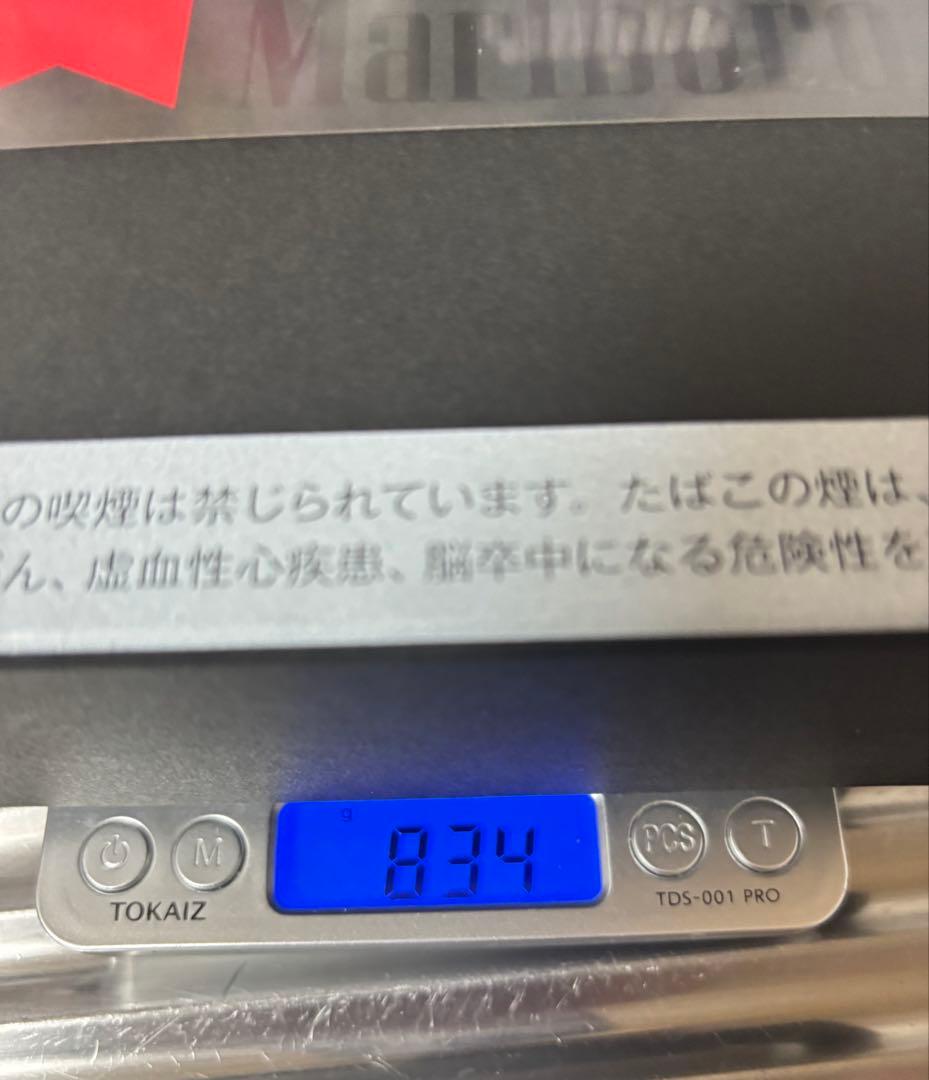 Marlboro
の喫煙は禁じられています。たばこの煙は、
ん、虚血性心疾患、脳卒中になる危険性を
g
834
M
PCS
T
TOKAIZ
TDS-001 PRO